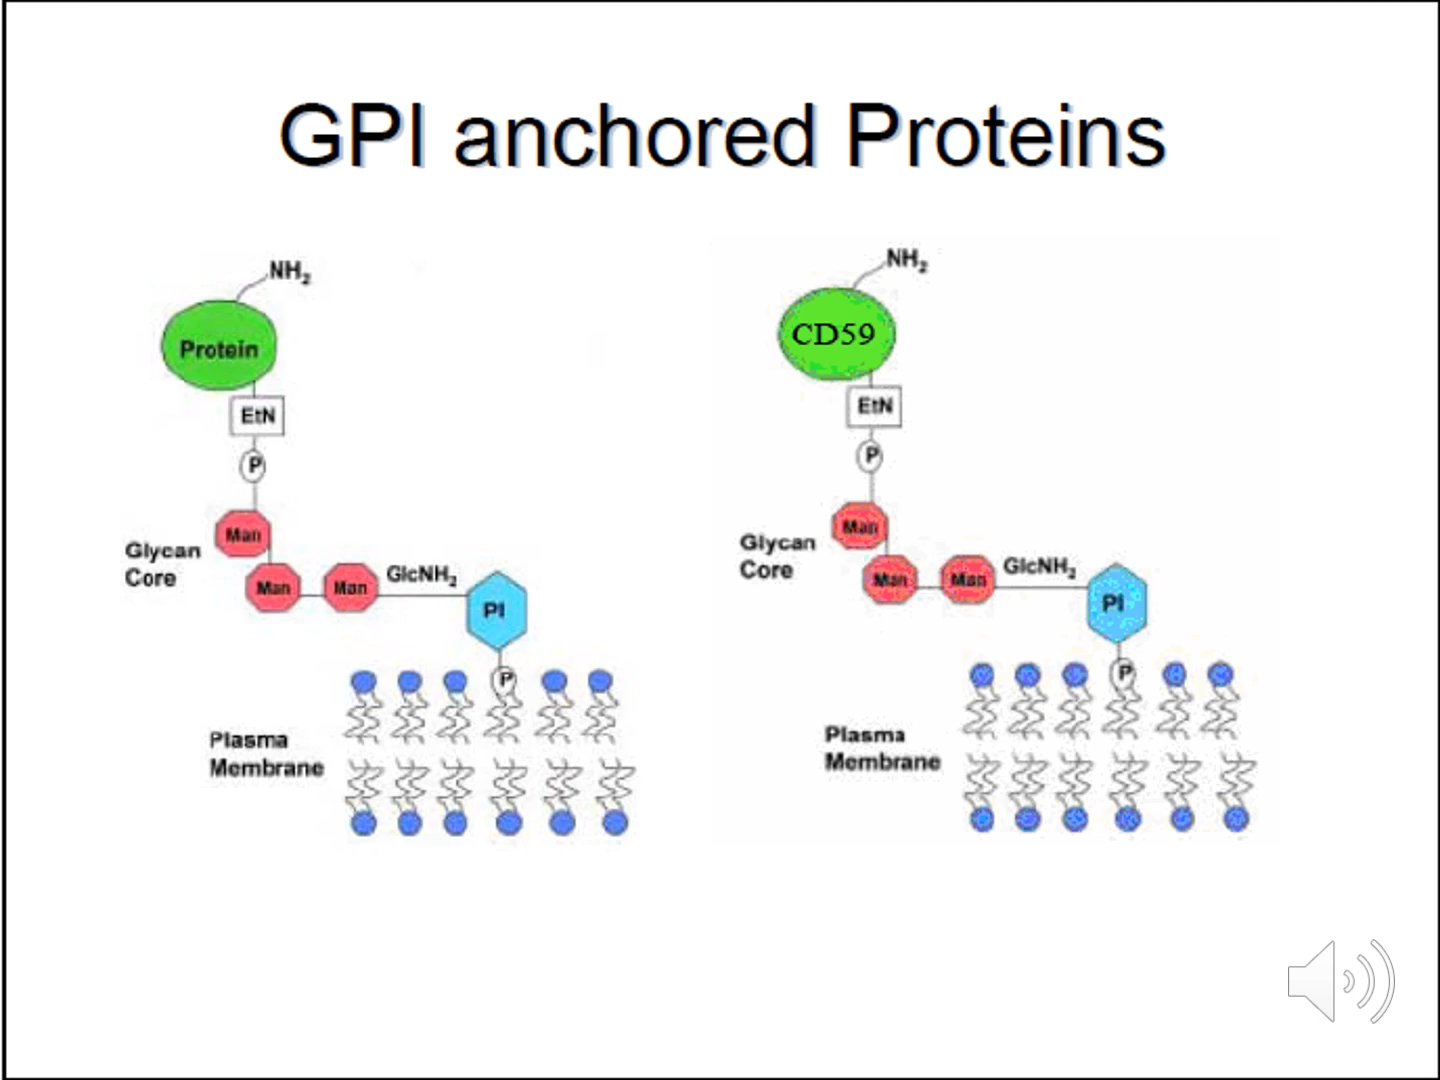 GPI anchored Proteins
NH2
Protein
EtN
P
Man
Glycan
Core
Man
Man
GlcNH2
PI
P
Plasma
Membrane
NH2
CD59
EtN
P
Man
Glycan
Core
Man
Man
GlcNH2
PI
P
Plasma
Membrane